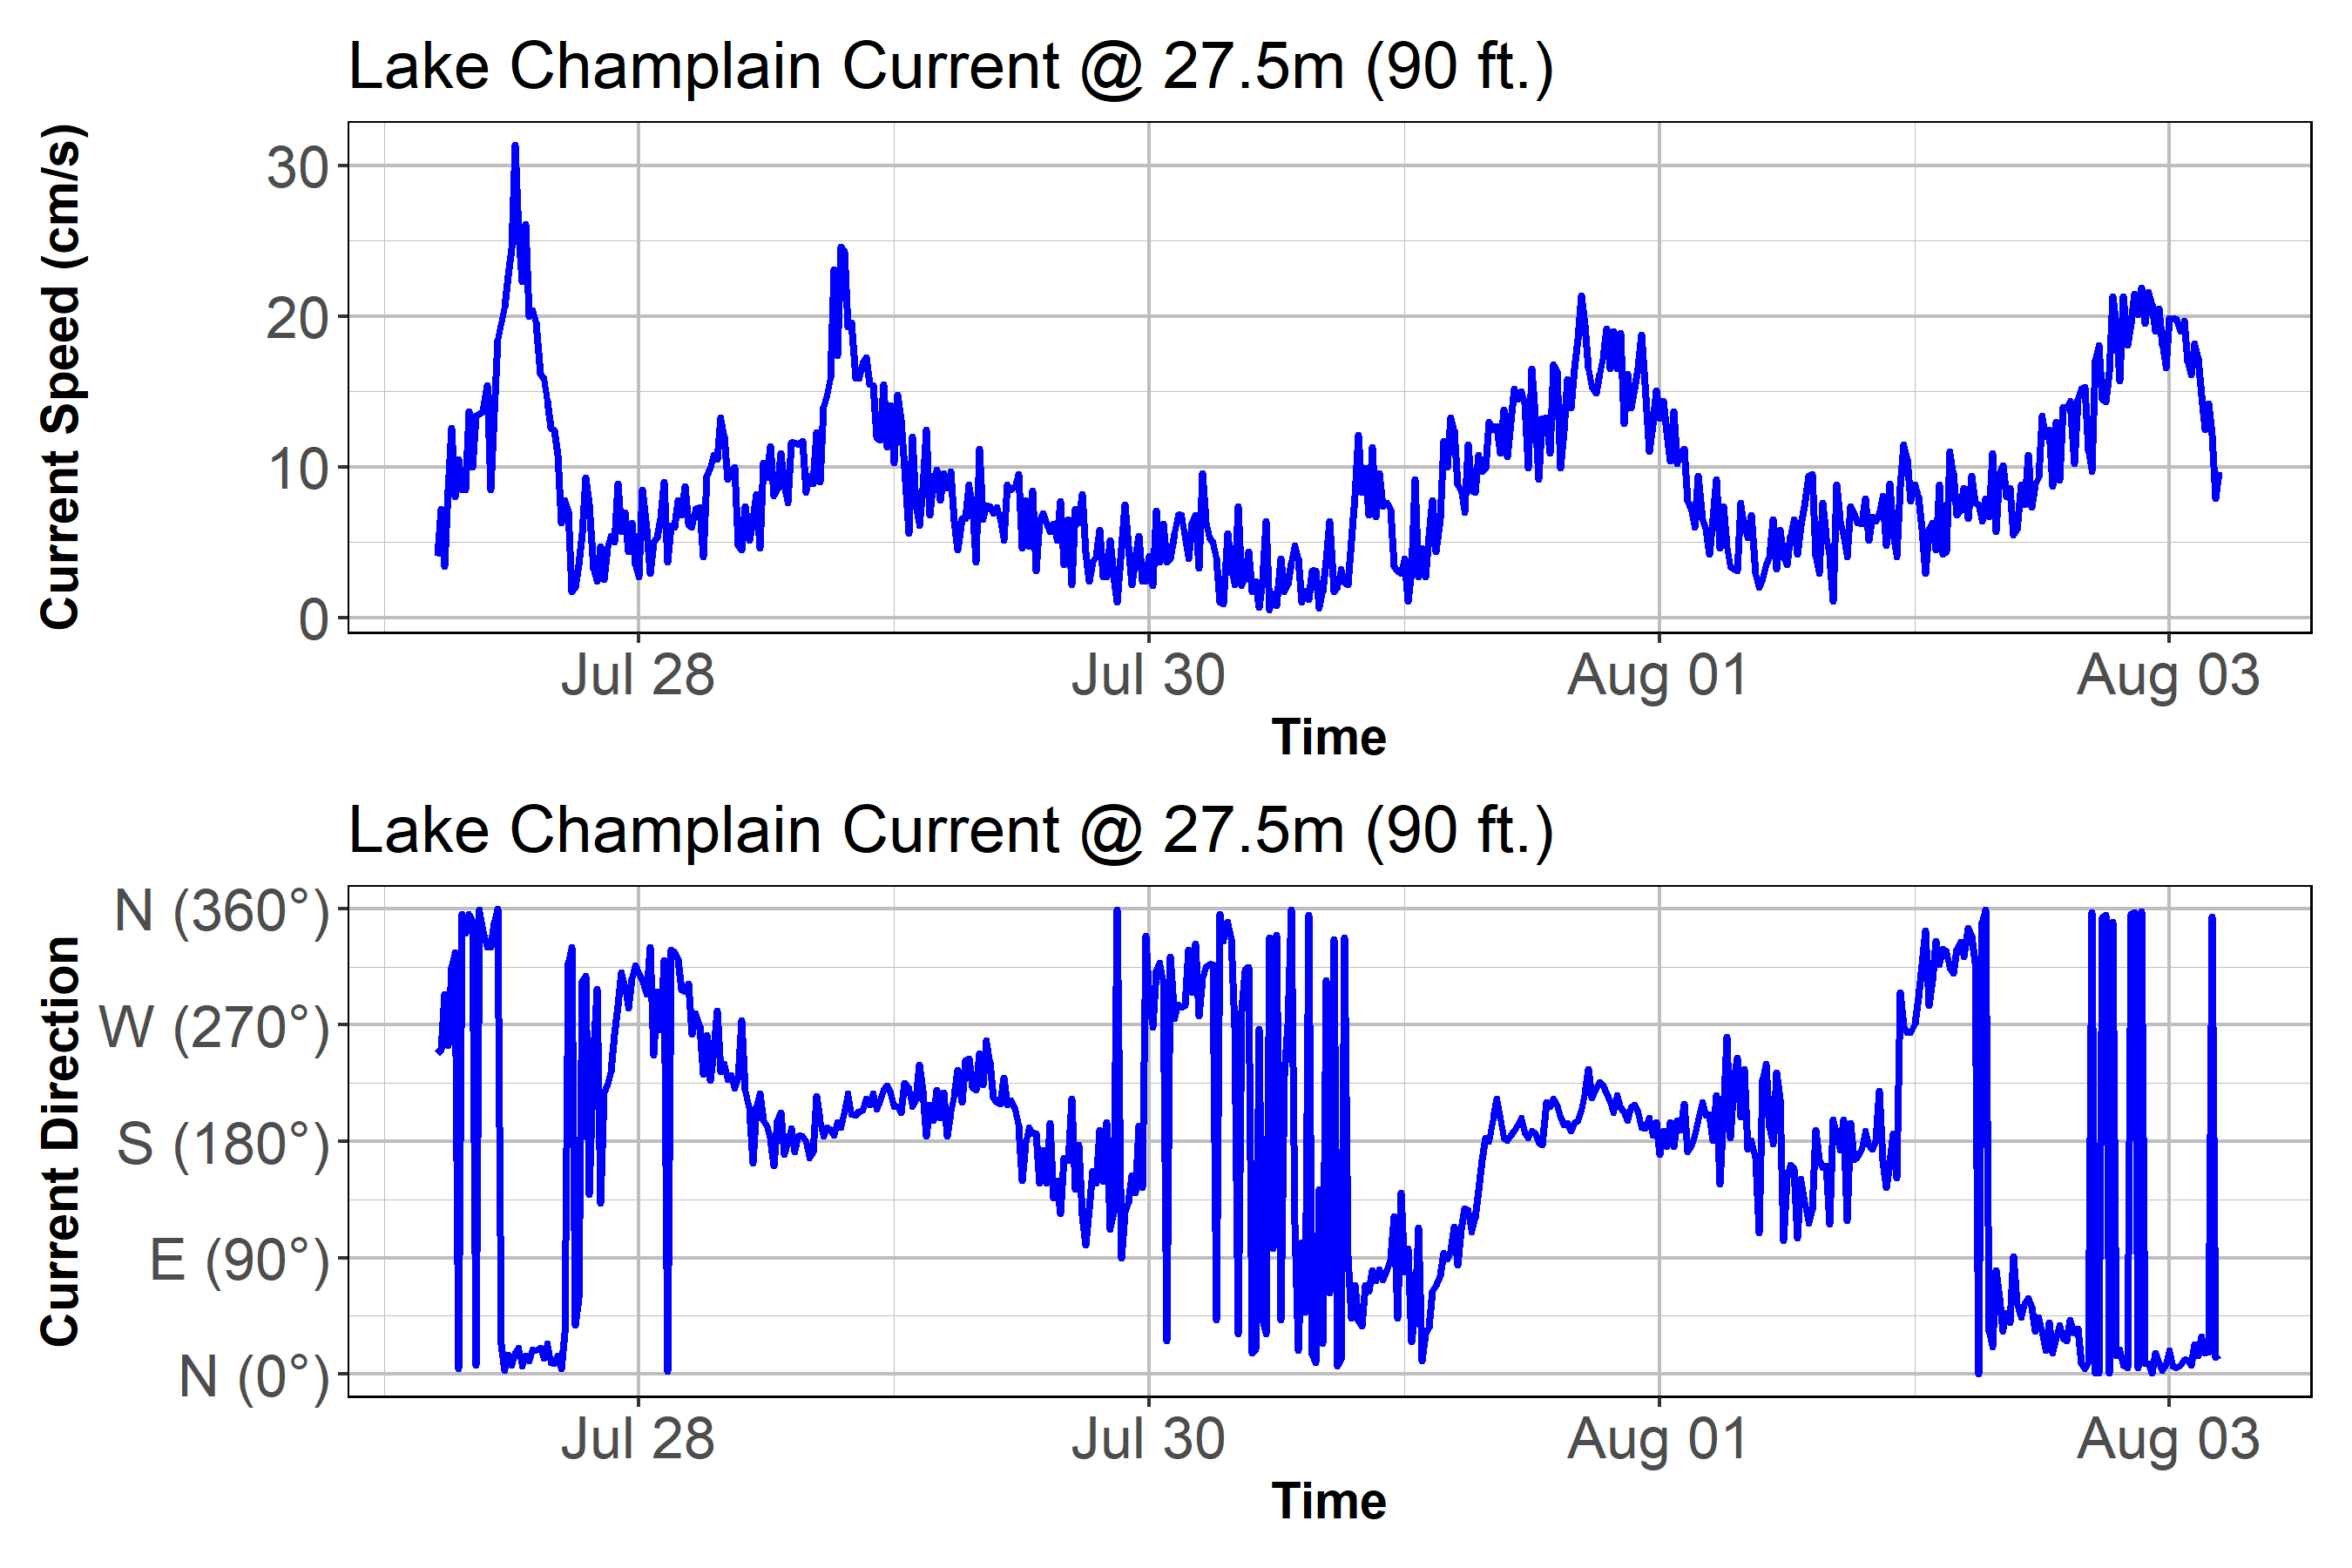 Lake Champlain Current @ 27.5m (90 ft.)
Current Speed (cm/s)
30
20
10
0
Jul 28 Jul 30 Aug 01 Aug 03
Time
Lake Champlain Current @ 27.5m (90 ft.)
Current Direction
N (360°)
W (270°)
S (180°)
E (90°)
N (0°)
Jul 28 Jul 30 Aug 01 Aug 03
Time